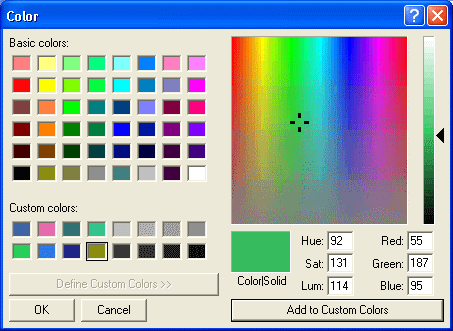 Color
Basic colors:
Custom colors:
Define Custom Colors >>
OK
Cancel
Color|Solid
Hue: 92
Sat: 131
Lum: 114
Red: 55
Green: 187
Blue: 95
Add to Custom Colors